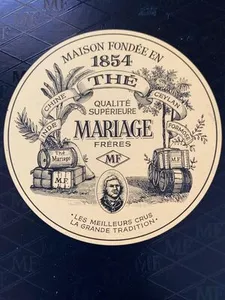 MAISON FONDÉE EN
1854
THÉ
CHINE
CEYLAN
INDE
FORMOSE
QUALITÉ
SUPÉRIEURE
MARIAGE
FRÈRES
MF
Thé
Mariage
M.F.
M.F.
• LES MEILLEURS CRUS
LA GRANDE TRADITION •